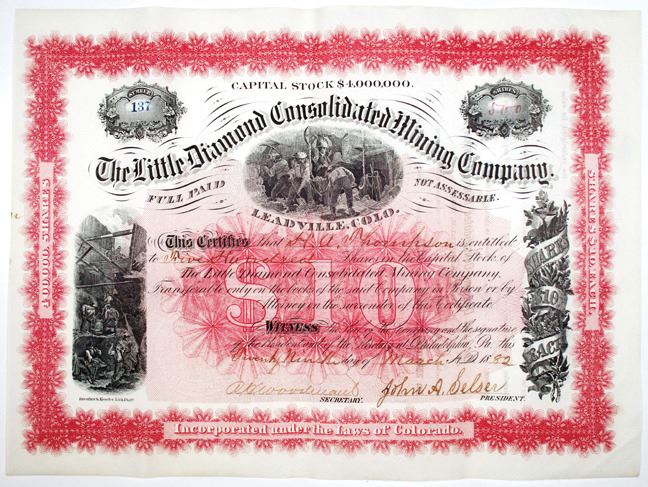 CAPITAL STOCK $4,000,000.
NUMBER
137
SHARES
500
The Little Diamond Consolidated Mining Company.
FULL PAID
NOT ASSESSABLE.
LEADVILLE, COLO.
400,000 SHARES
This Certifies that H. A. Thompson is entitled
to Five Hundred Shares in the Capital Stock of
The Little Diamond Consolidated Mining Company.
Transferable only on the books of the said Company in Person or by
Attorney on the surrender of this Certificate.
WITNESS the Seal of the Company and the signature
of the President and of the Secretary at Philadelphia, Pa. this
Twenty Ninth day of March A.D. 1882
$10
SHARES
$10
EACH
SECRETARY.
John A. Selser
PRESIDENT.
Incorporated under the Laws of Colorado.